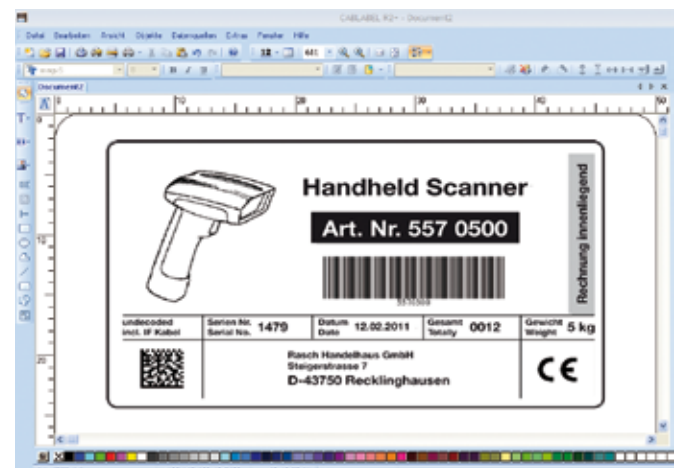 CABLABEL R2+ - Document2
Datei Bearbeiten Ansicht Objekte Datenquellen Extras Fenster Hilfe
Document2
Handheld Scanner
Art. Nr. 557 0500
5570500
Rechnung innenliegend
undecoded
incl. IF Kabel
Serien Nr.
Serial No.
1479
Datum
Date
12.02.2011
Gesamt
Totally
0012
Gewicht
Weight
5 kg
Rasch Handelhaus GmbH
Steigerstrasse 7
D-43750 Recklinghausen
CE